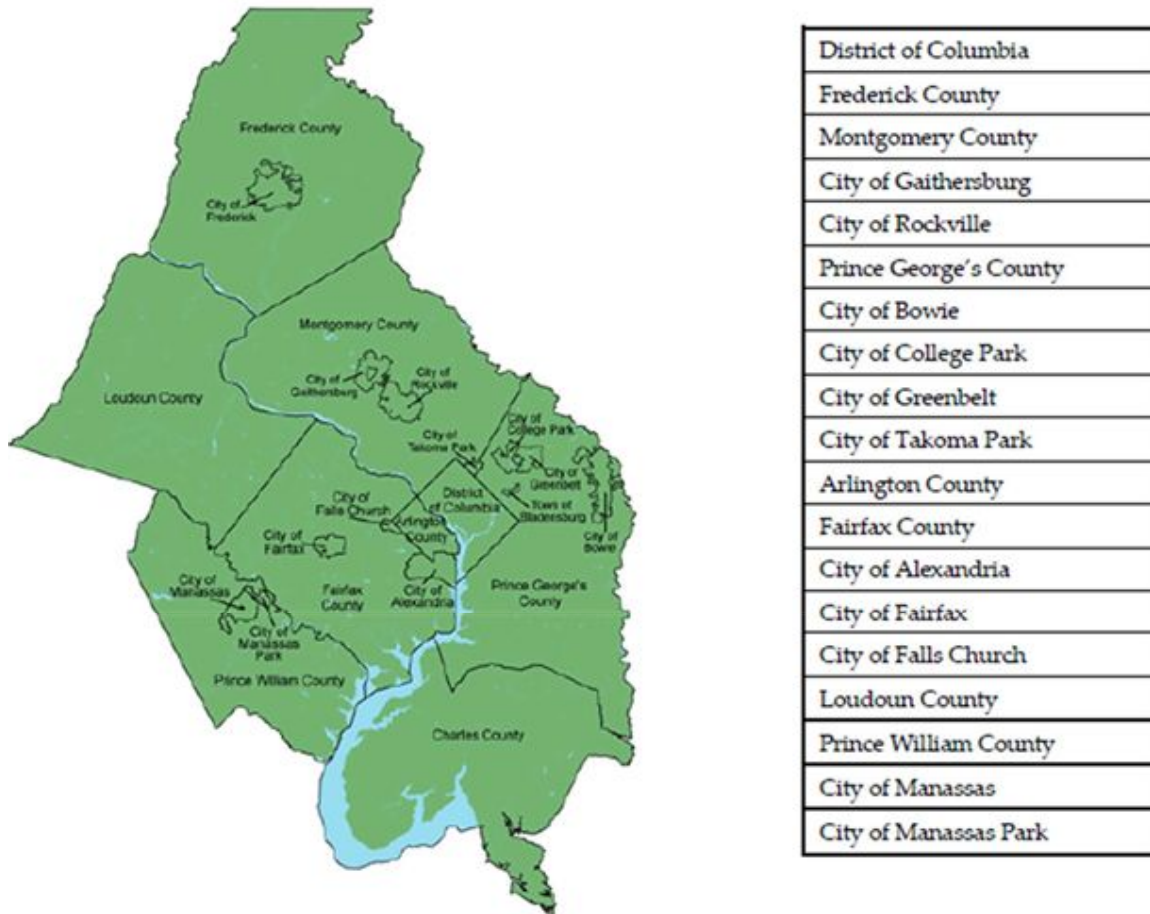 Frederick County
City of
Frederick
Montgomery County
City of
Gaithersburg
City of
Rockville
Loudoun County
City of
Takoma Park
City of
College Park
City of
Greenbelt
District
of Columbia
Town of
Bladensburg
City of
Bowie
City of
Falls Church
Arlington
County
City of
Fairfax
City of
Alexandria
Fairfax
County
Prince George's
County
City of
Manassas
City of
Manassas
Park
Prince William County
Charles County
District of Columbia
Frederick County
Montgomery County
City of Gaithersburg
City of Rockville
Prince George's County
City of Bowie
City of College Park
City of Greenbelt
City of Takoma Park
Arlington County
Fairfax County
City of Alexandria
City of Fairfax
City of Falls Church
Loudoun County
Prince William County
City of Manassas
City of Manassas Park